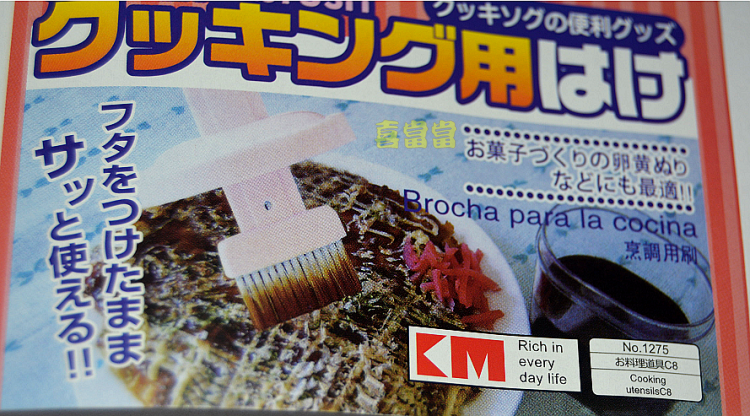 クッキソグの便利グッズ
クッキング用はけ
喜當當
お菓子づくりの卵黄ぬり
などにも最適!!
フタをつけたまま
サッと使える!!
Brocha para la cocina
烹調用刷
KM
Rich in
every
day life
No.1275
お料理道具C8
Cooking
utensilsC8